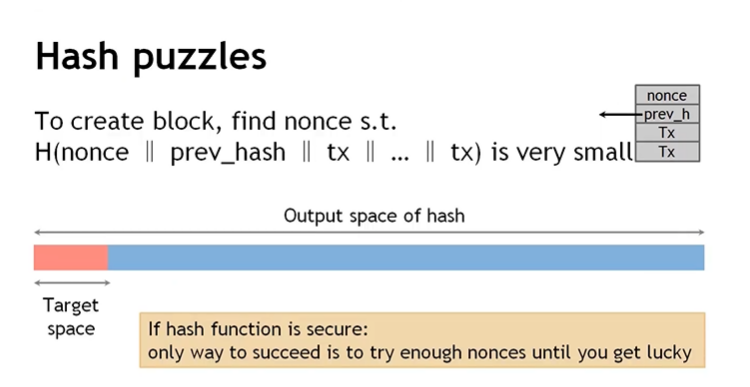 Hash puzzles
To create block, find nonce s.t.
H(nonce ‖ prev_hash ‖ tx ‖ ... ‖ tx) is very small
nonce
prev_h
Tx
Tx
Output space of hash
Target
space
If hash function is secure:
only way to succeed is to try enough nonces until you get lucky